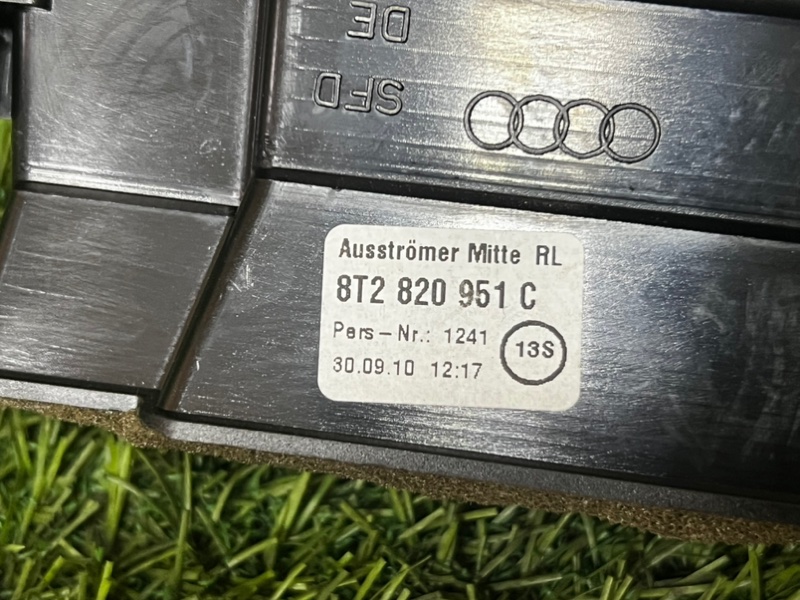 DE
SFD
Ausströmer Mitte RL
8T2 820 951 C
Pers-Nr.: 1241
13S
30.09.10 12:17